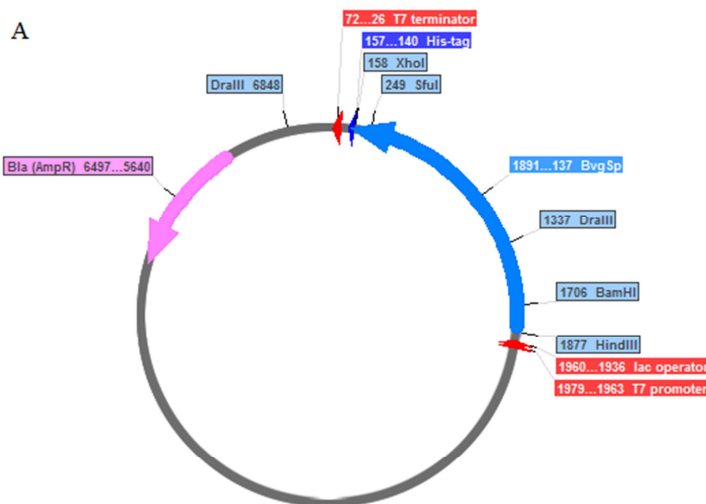 A
72...26 T7 terminator
157...140 His-tag
158 XhoI
DraIII 6848
249 SfuI
Bla (AmpR) 6497...5640
1891...137 BvgSp
1337 DraIII
1706 BamHI
1877 HindIII
1960...1936 lac operator
1979...1963 T7 promoter